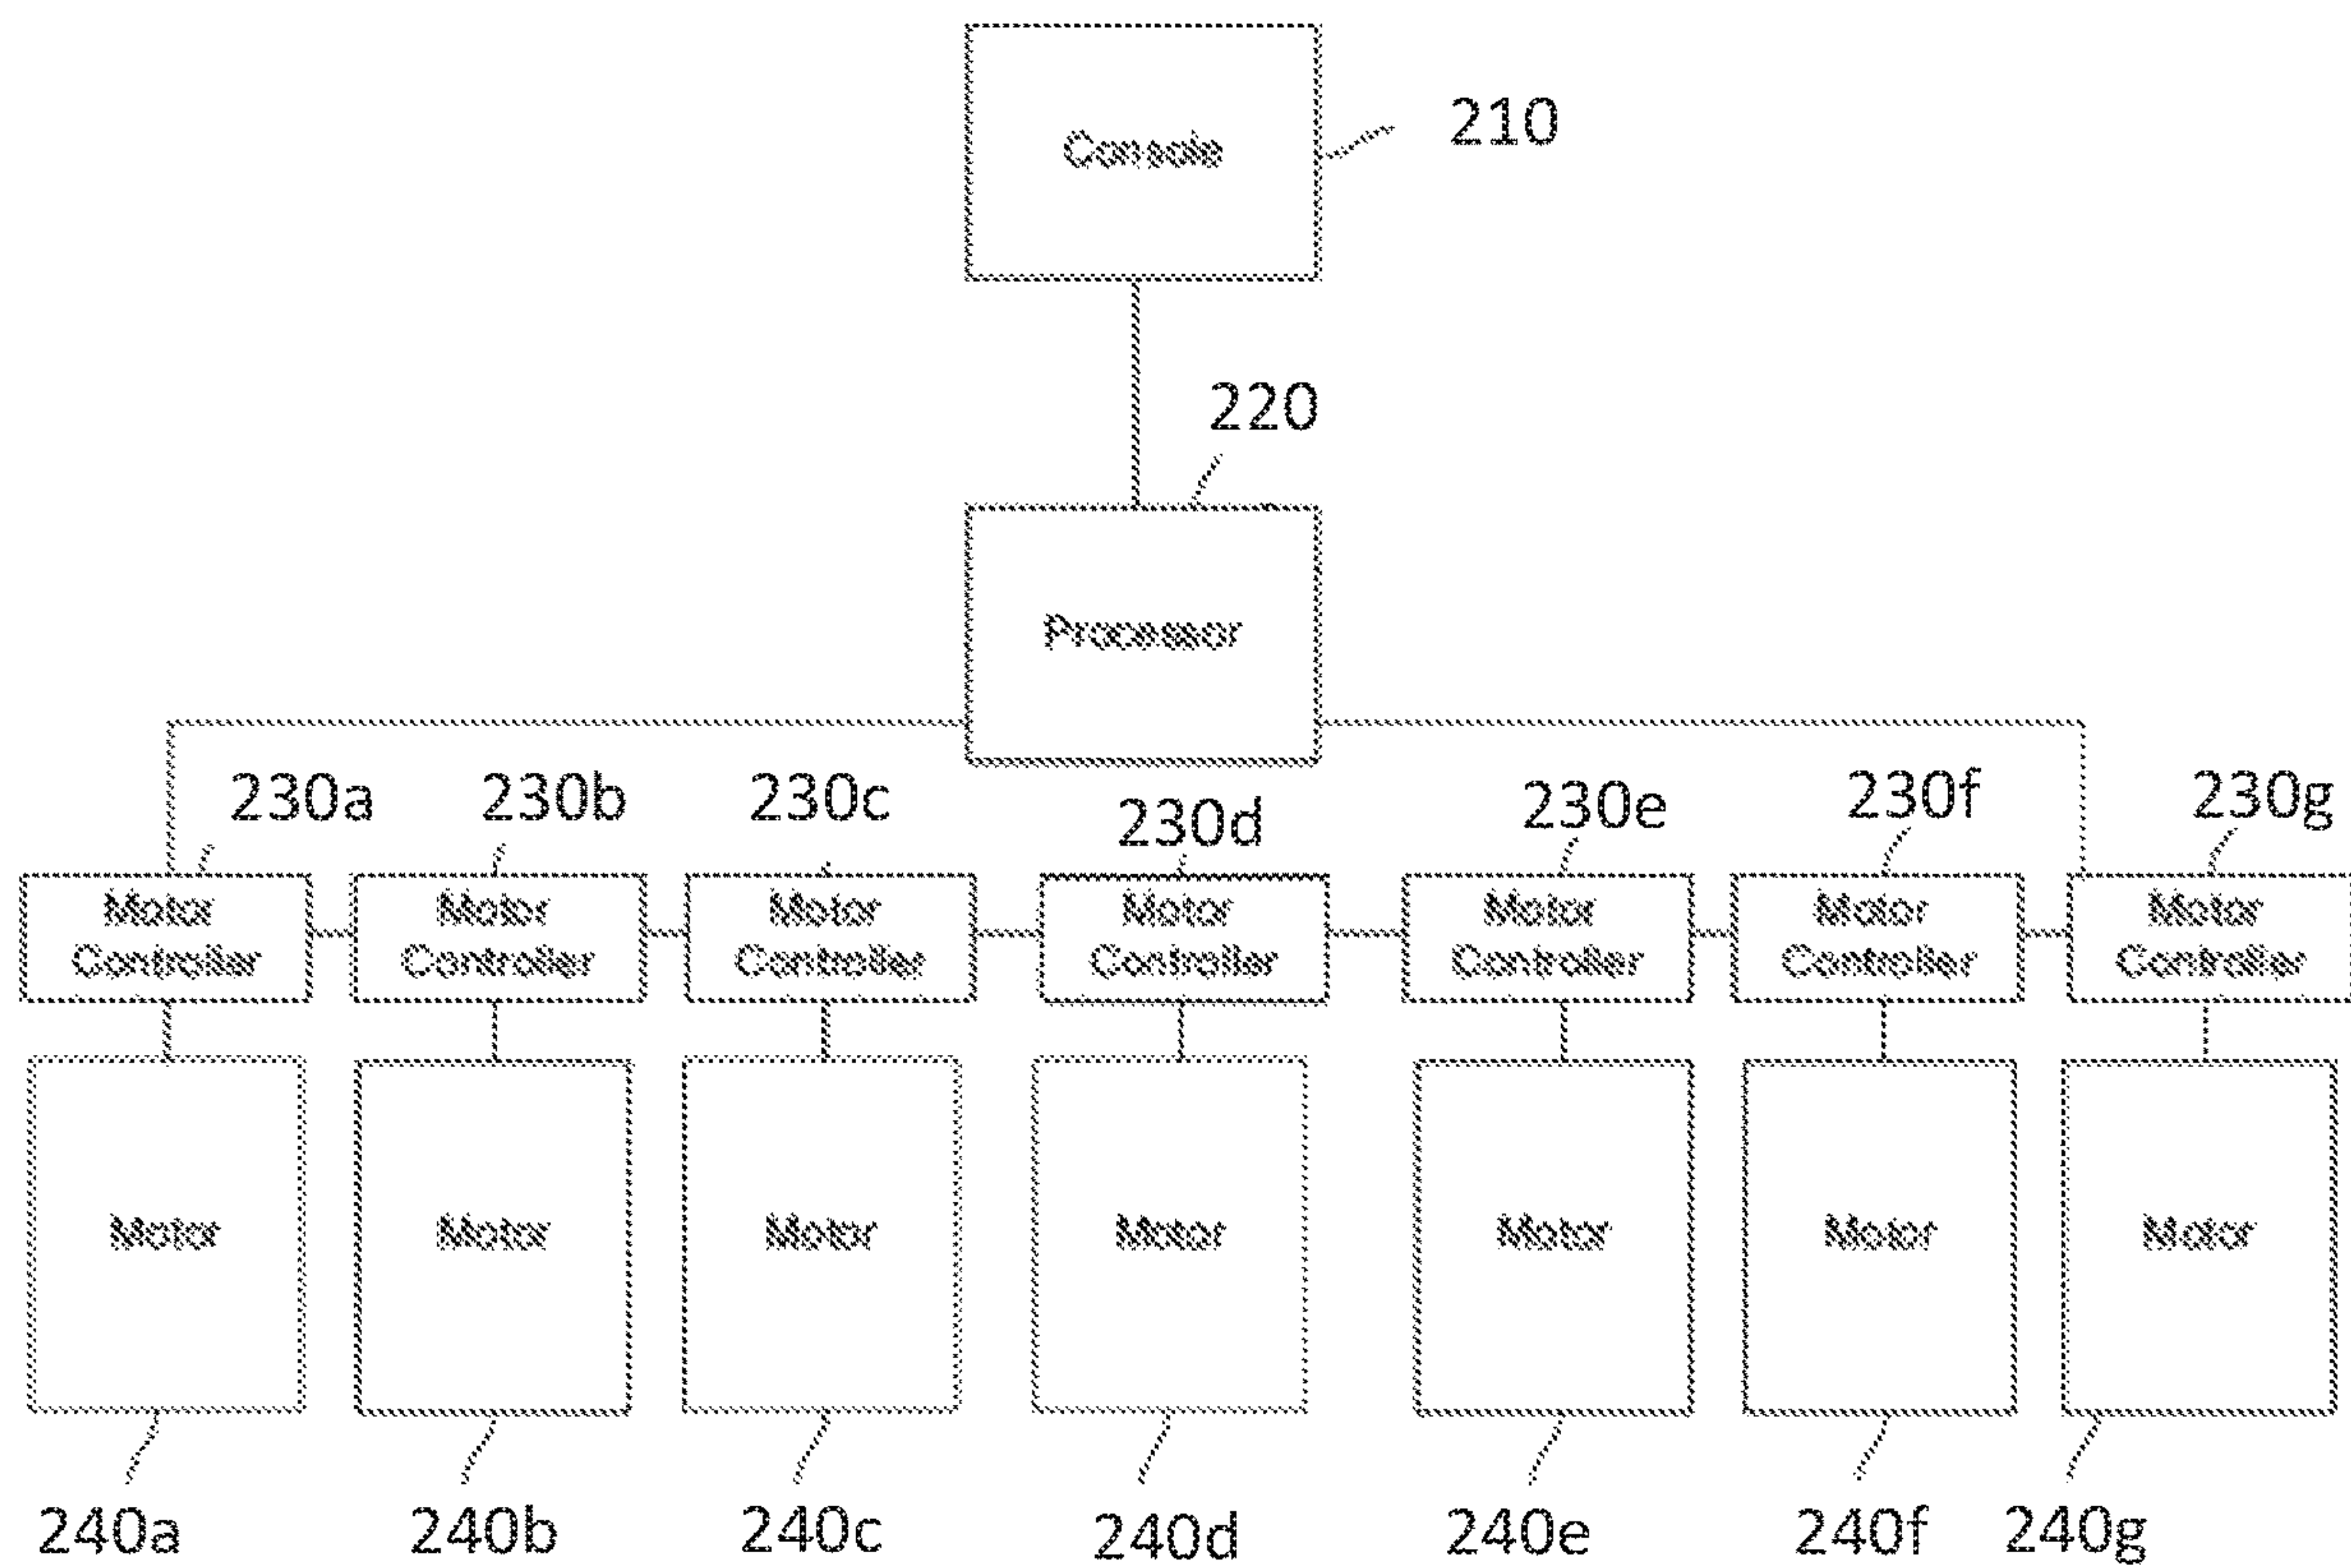 Console
210
220
Processor
230a
230b
230c
230d
230e
230f
230g
Motor
Controller
Motor
Controller
Motor
Controller
Motor
Controller
Motor
Controller
Motor
Controller
Motor
Controller
Motor
Motor
Motor
Motor
Motor
Motor
Motor
240a
240b
240c
240d
240e
240f
240g